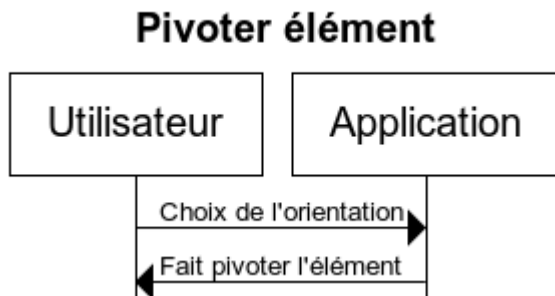 Pivoter élément
Utilisateur
Application
Choix de l'orientation
Fait pivoter l'élément